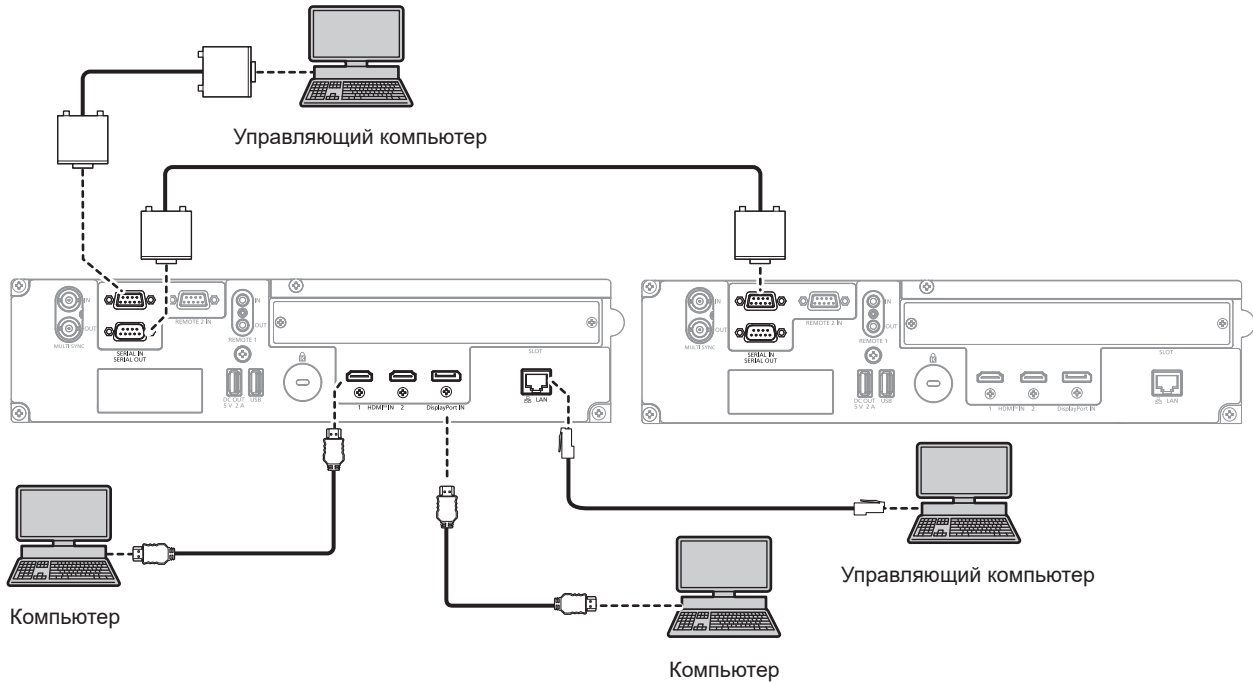 Управляющий компьютер
IN
OUT
MULTI SYNC
REMOTE 2 IN
IN
OUT
REMOTE 1
SERIAL IN
SERIAL OUT
DC OUT
5 V 2 A
USB
1 HDMI® IN 2
DisplayPort IN
SLOT
LAN
IN
OUT
MULTI SYNC
REMOTE 2 IN
IN
OUT
REMOTE 1
SERIAL IN
SERIAL OUT
DC OUT
5 V 2 A
USB
1 HDMI® IN 2
DisplayPort IN
SLOT
LAN
Компьютер
Управляющий компьютер
Компьютер